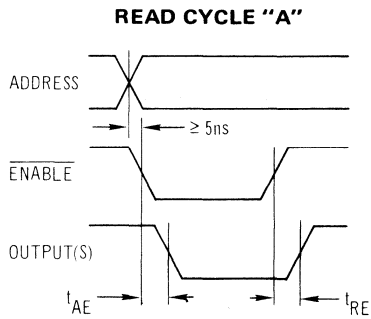 READ CYCLE "A"
ADDRESS
≥ 5ns
ENABLE
OUTPUT(S)
tAE
tRE